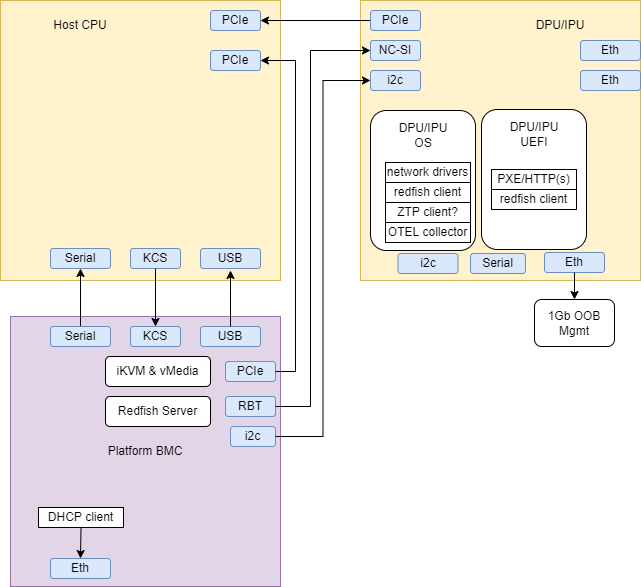 Host CPU
PCIe
PCIe
Serial
KCS
USB
PCIe
DPU/IPU
NC-SI
Eth
i2c
Eth
DPU/IPU
OS
network drivers
redfish client
ZTP client?
OTEL collector
DPU/IPU
UEFI
PXE/HTTP(s)
redfish client
i2c
Serial
Eth
1Gb OOB
Mgmt
Serial
KCS
USB
iKVM & vMedia
PCIe
Redfish Server
RBT
i2c
Platform BMC
DHCP client
Eth